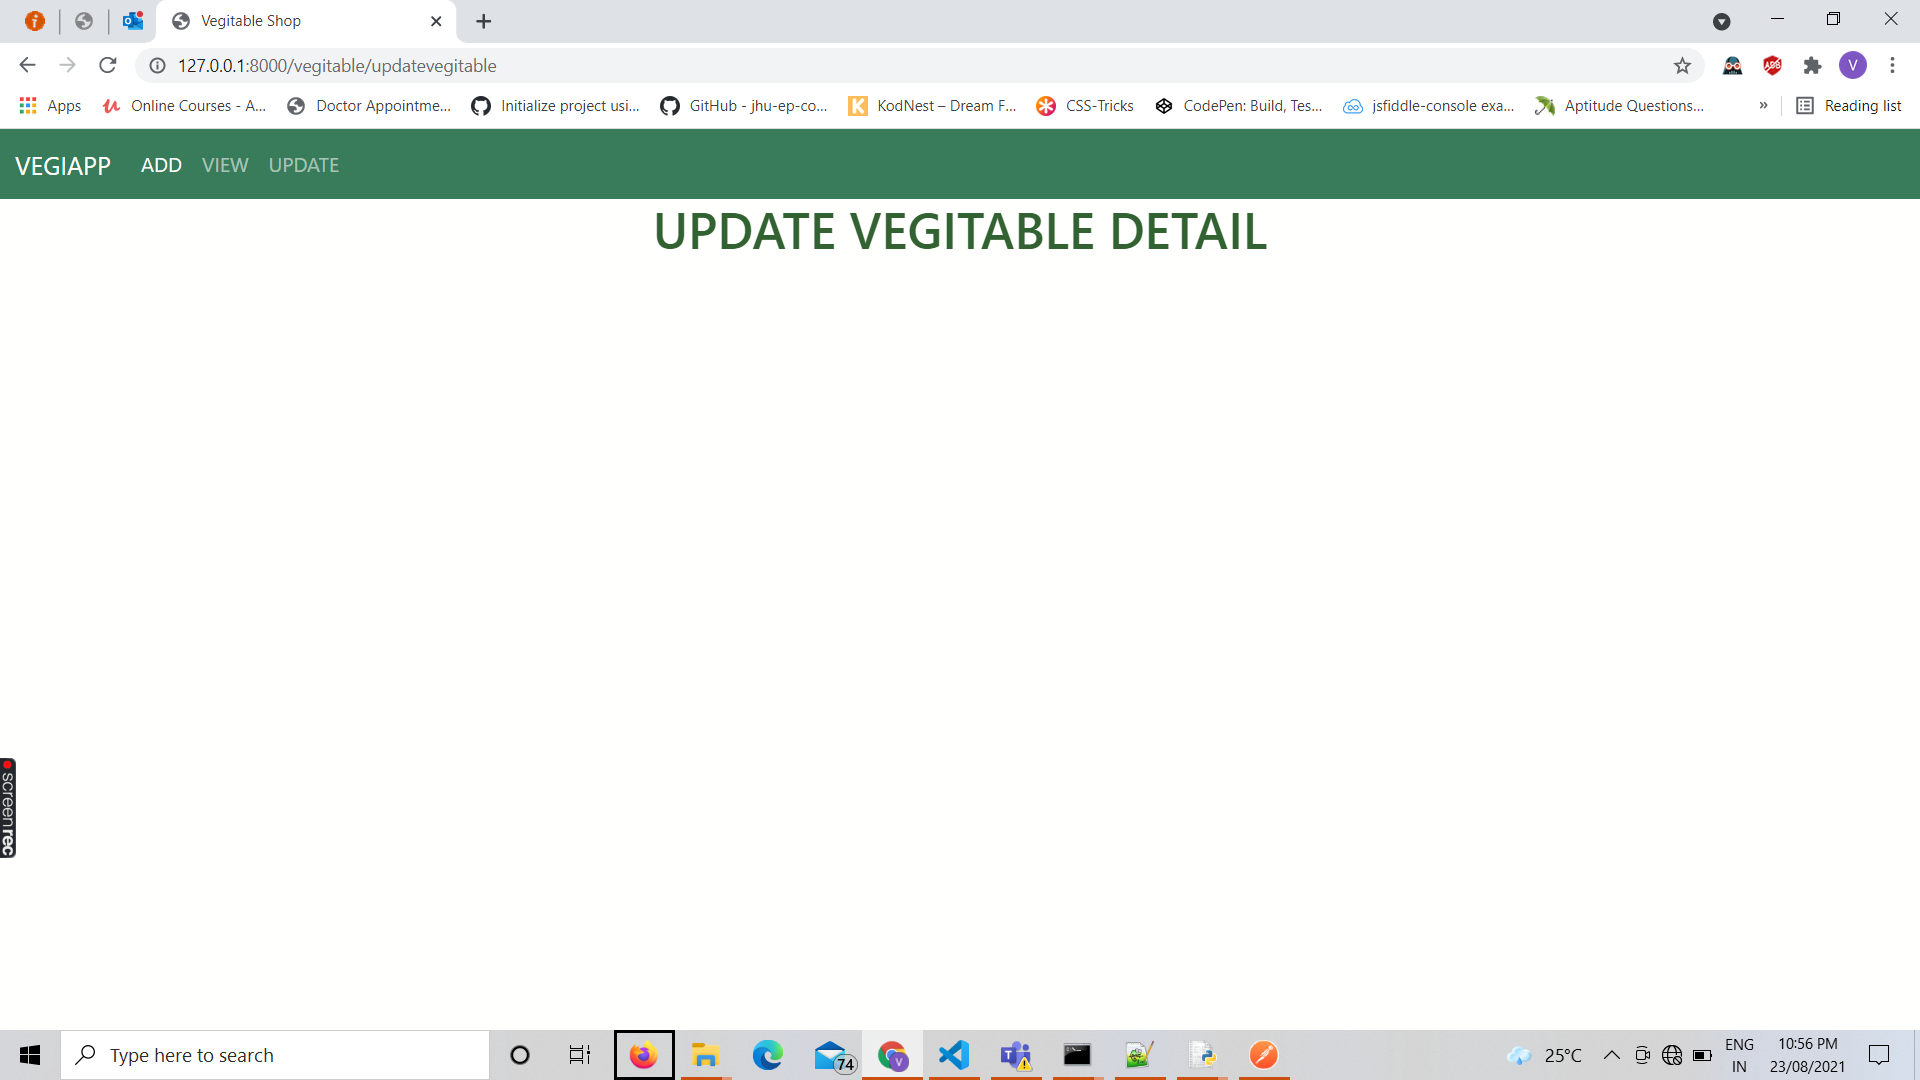 Vegitable Shop
127.0.0.1:8000/vegitable/updatevegitable
V
Apps
Online Courses - A...
Doctor Appointme...
Initialize project usi...
GitHub - jhu-ep-co...
KodNest – Dream F...
CSS-Tricks
CodePen: Build, Tes...
jsfiddle-console exa...
Aptitude Questions...
»
Reading list
VEGIAPP ADD VIEW UPDATE
UPDATE VEGITABLE DETAIL
screenrec
Type here to search
74
V
25°C
ENG
IN
10:56 PM
23/08/2021